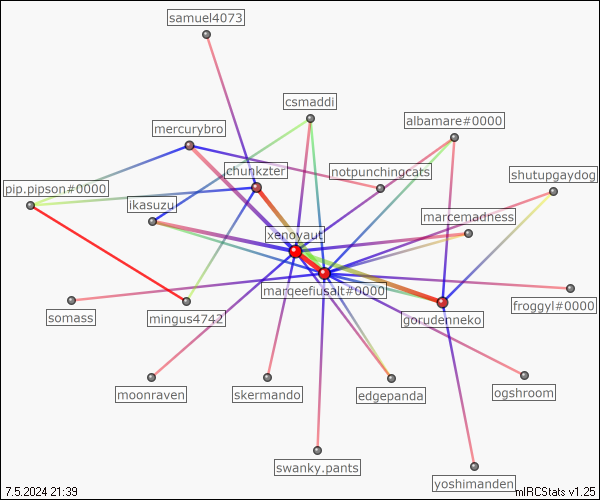 samuel4073
csmaddi
albamare#0000
mercurybro
chunkzter
notpunchingcats
shutupgaydog
pip.pipson#0000
ikasuzu
marcemadness
xenoyaut
marqeefiusalt#0000
froggyl#0000
somass
mingus4742
gorudenneko
moonraven
skermando
edgepanda
ogshroom
swanky.pants
yoshimanden
7.5.2024 21:39
mIRCStats v1.25